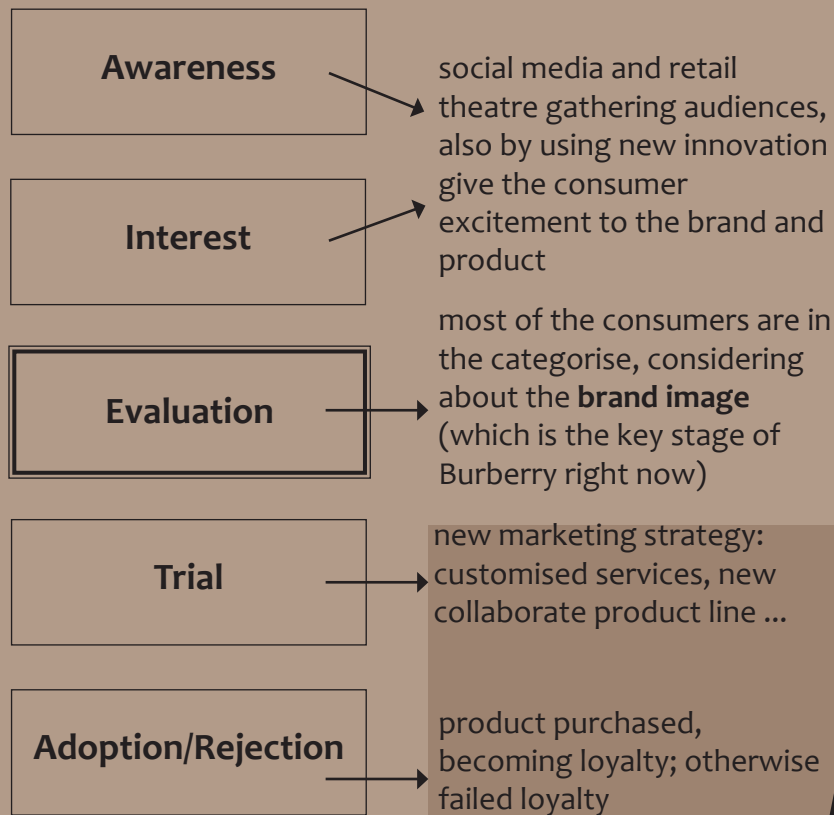 Awareness
social media and retail
theatre gathering audiences,
also by using new innovation
give the consumer
excitement to the brand and
product
Interest
Evaluation
most of the consumers are in
the categorise, considering
about the brand image
(which is the key stage of
Burberry right now)
Trial
new marketing strategy:
customised services, new
collaborate product line ...
Adoption/Rejection
product purchased,
becoming loyalty; otherwise
failed loyalty